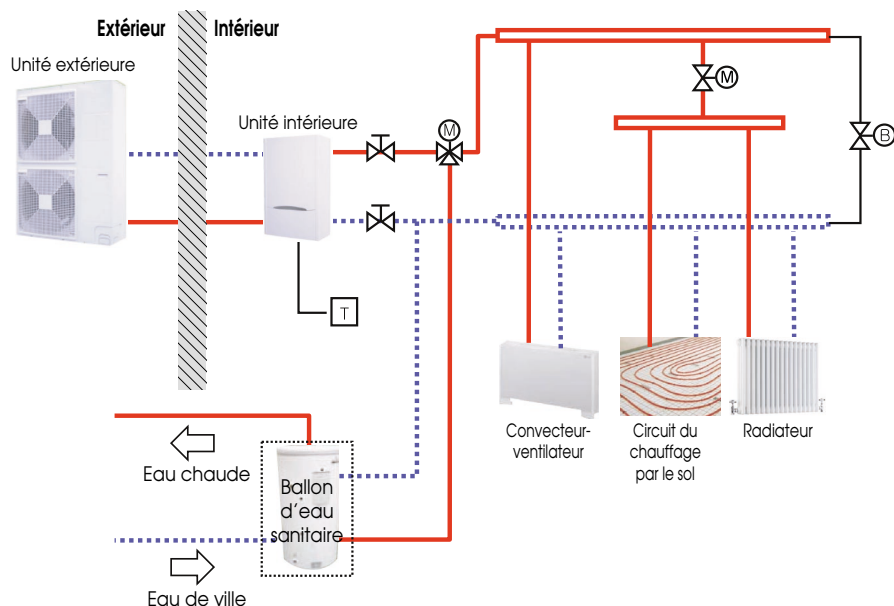 Extérieur
Intérieur
Unité extérieure
Unité intérieure
M
M
B
T
Convecteur-
ventilateur
Circuit du
chauffage
par le sol
Radiateur
Eau chaude
Ballon
d'eau
sanitaire
Eau de ville